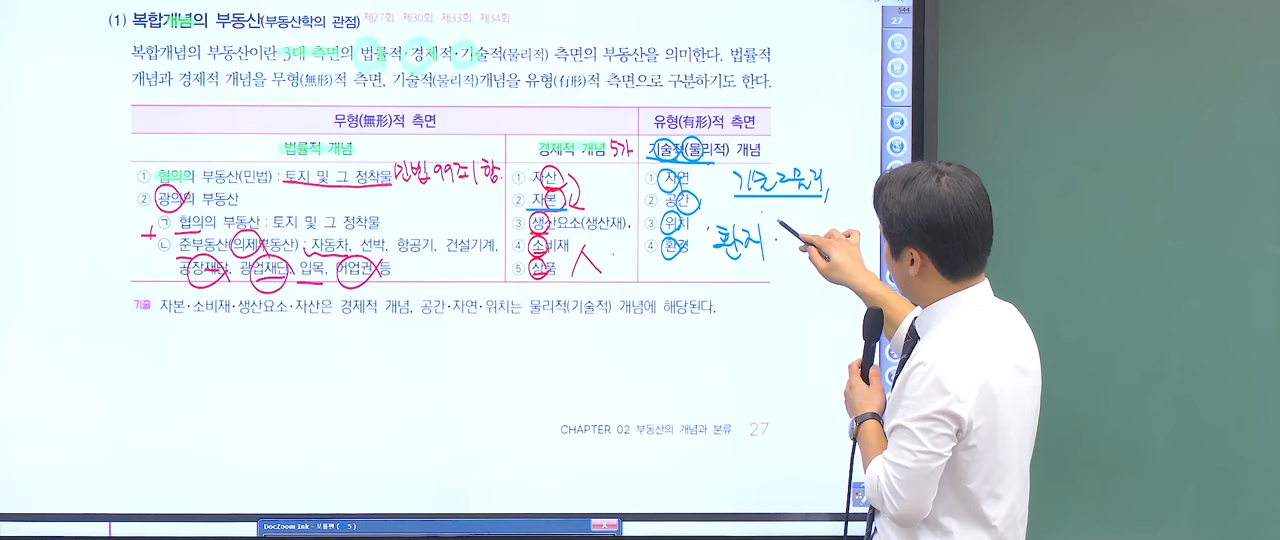 (1) 복합개념의 부동산(부동산학의 관점) 제27회 제30회 제33회 제34회
복합개념의 부동산이란 3대 측면의 법률적·경제적·기술적(물리적) 측면의 부동산을 의미한다. 법률적
개념과 경제적 개념을 무형(無形)적 측면, 기술적(물리적)개념을 유형(有形)적 측면으로 구분하기도 한다.
무형(無形)적 측면
유형(有形)적 측면
법률적 개념
경제적 개념 5가
기술적(물리적) 개념
① 협의의 부동산(민법) : 토지 및 그 정착물 민법 99조 1항
② 광의의 부동산
㉠ 협의의 부동산 : 토지 및 그 정착물
+
㉡ 준부동산(의제부동산) : 자동차, 선박, 항공기, 건설기계,
공장재단, 광업재단, 입목, 어업권 등
① 자산
② 자본
③ 생산요소(생산재)
④ 소비재
⑤ 상품
① 자연
② 공간
③ 위치
④ 환경
기술 자본·소비재·생산요소·자산은 경제적 개념, 공간·자연·위치는 물리적(기술적) 개념에 해당된다.
CHAPTER 02 부동산의 개념과 분류 27
544
27
DocZoom Ink - 보통펜 ( 5 )